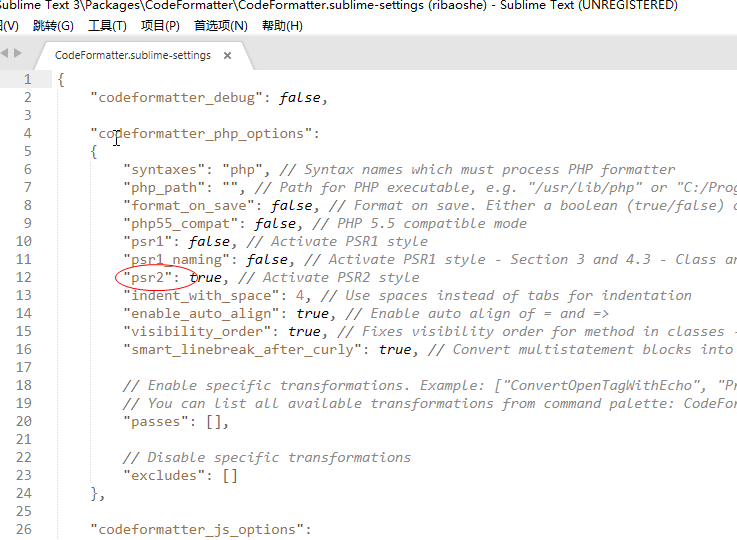 Sublime Text 3\Packages\CodeFormatter\CodeFormatter.sublime-settings (ribaoshe) - Sublime Text (UNREGISTERED)
(V) 跳转(G) 工具(T) 项目(P) 首选项(N) 帮助(H)
CodeFormatter.sublime-settings ×
1 {
2 "codeformatter_debug": false,
3
4 "codeformatter_php_options":
5 {
6 "syntaxes": "php", // Syntax names which must process PHP formatter
7 "php_path": "", // Path for PHP executable, e.g. "/usr/lib/php" or "C:/Prog
8 "format_on_save": false, // Format on save. Either a boolean (true/false) o
9 "php55_compat": false, // PHP 5.5 compatible mode
10 "psr1": false, // Activate PSR1 style
11 "psr1_naming": false, // Activate PSR1 style - Section 3 and 4.3 - Class an
12 "psr2": true, // Activate PSR2 style
13 "indent_with_space": 4, // Use spaces instead of tabs for indentation
14 "enable_auto_align": true, // Enable auto align of = and =>
15 "visibility_order": true, // Fixes visibility order for method in classes -
16 "smart_linebreak_after_curly": true, // Convert multistatement blocks into
17
18 // Enable specific transformations. Example: ["ConvertOpenTagWithEcho", "Pr
19 // You can list all available transformations from command palette: CodeFor
20 "passes": [],
21
22 // Disable specific transformations
23 "excludes": []
24 },
25
26 "codeformatter_js_options":